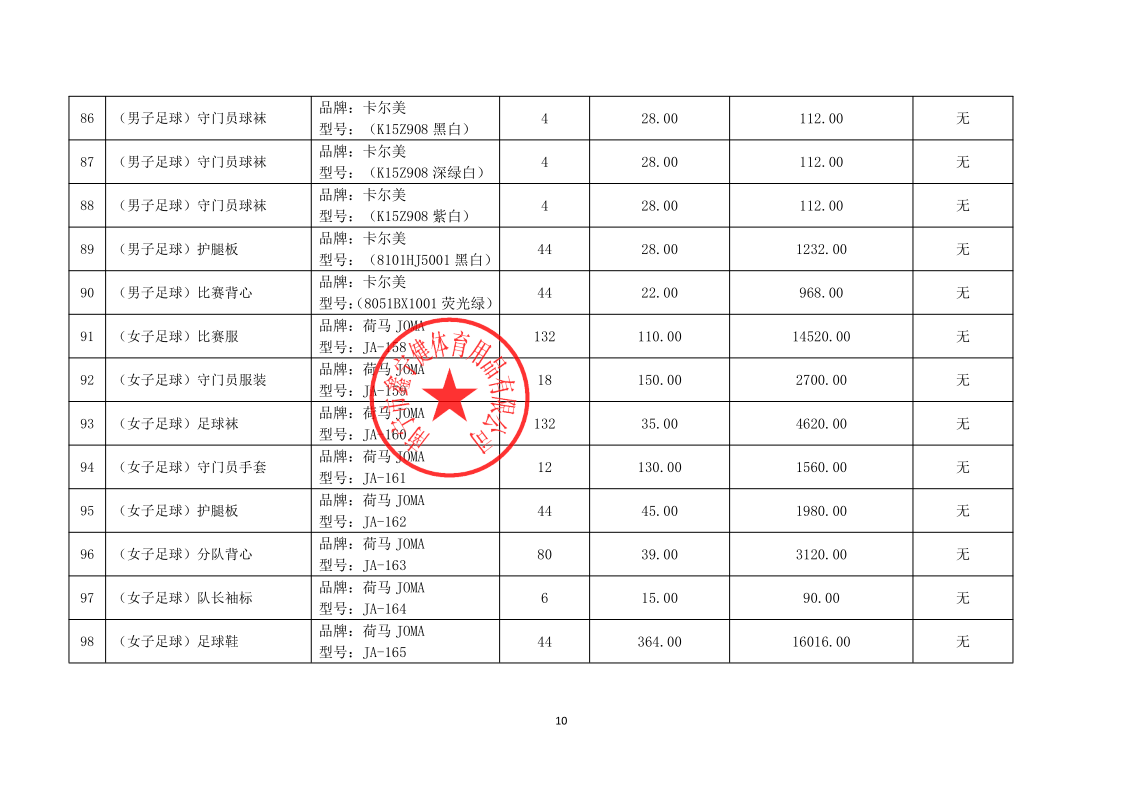 86 （男子足球）守门员球袜 品牌：卡尔美 4 28.00 112.00 无
型号：（K15Z908 黑白）
87 （男子足球）守门员球袜 品牌：卡尔美 4 28.00 112.00 无
型号：（K15Z908 深绿白）
88 （男子足球）守门员球袜 品牌：卡尔美 4 28.00 112.00 无
型号：（K15Z908 紫白）
89 （男子足球）护腿板 品牌：卡尔美 44 28.00 1232.00 无
型号：（8101HJ5001 黑白）
90 （男子足球）比赛背心 品牌：卡尔美 44 22.00 968.00 无
型号：（8051BX1001 荧光绿）
91 （女子足球）比赛服 品牌：荷马 JOMA 132 110.00 14520.00 无
型号：JA-158
92 （女子足球）守门员服装 品牌：荷马 JOMA 18 150.00 2700.00 无
型号：JA-159
93 （女子足球）足球袜 品牌：荷马 JOMA 132 35.00 4620.00 无
型号：JA-160
94 （女子足球）守门员手套 品牌：荷马 JOMA 12 130.00 1560.00 无
型号：JA-161
95 （女子足球）护腿板 品牌：荷马 JOMA 44 45.00 1980.00 无
型号：JA-162
96 （女子足球）分队背心 品牌：荷马 JOMA 80 39.00 3120.00 无
型号：JA-163
97 （女子足球）队长袖标 品牌：荷马 JOMA 6 15.00 90.00 无
型号：JA-164
98 （女子足球）足球鞋 品牌：荷马 JOMA 44 364.00 16016.00 无
型号：JA-165
健体育用品有限公司
10